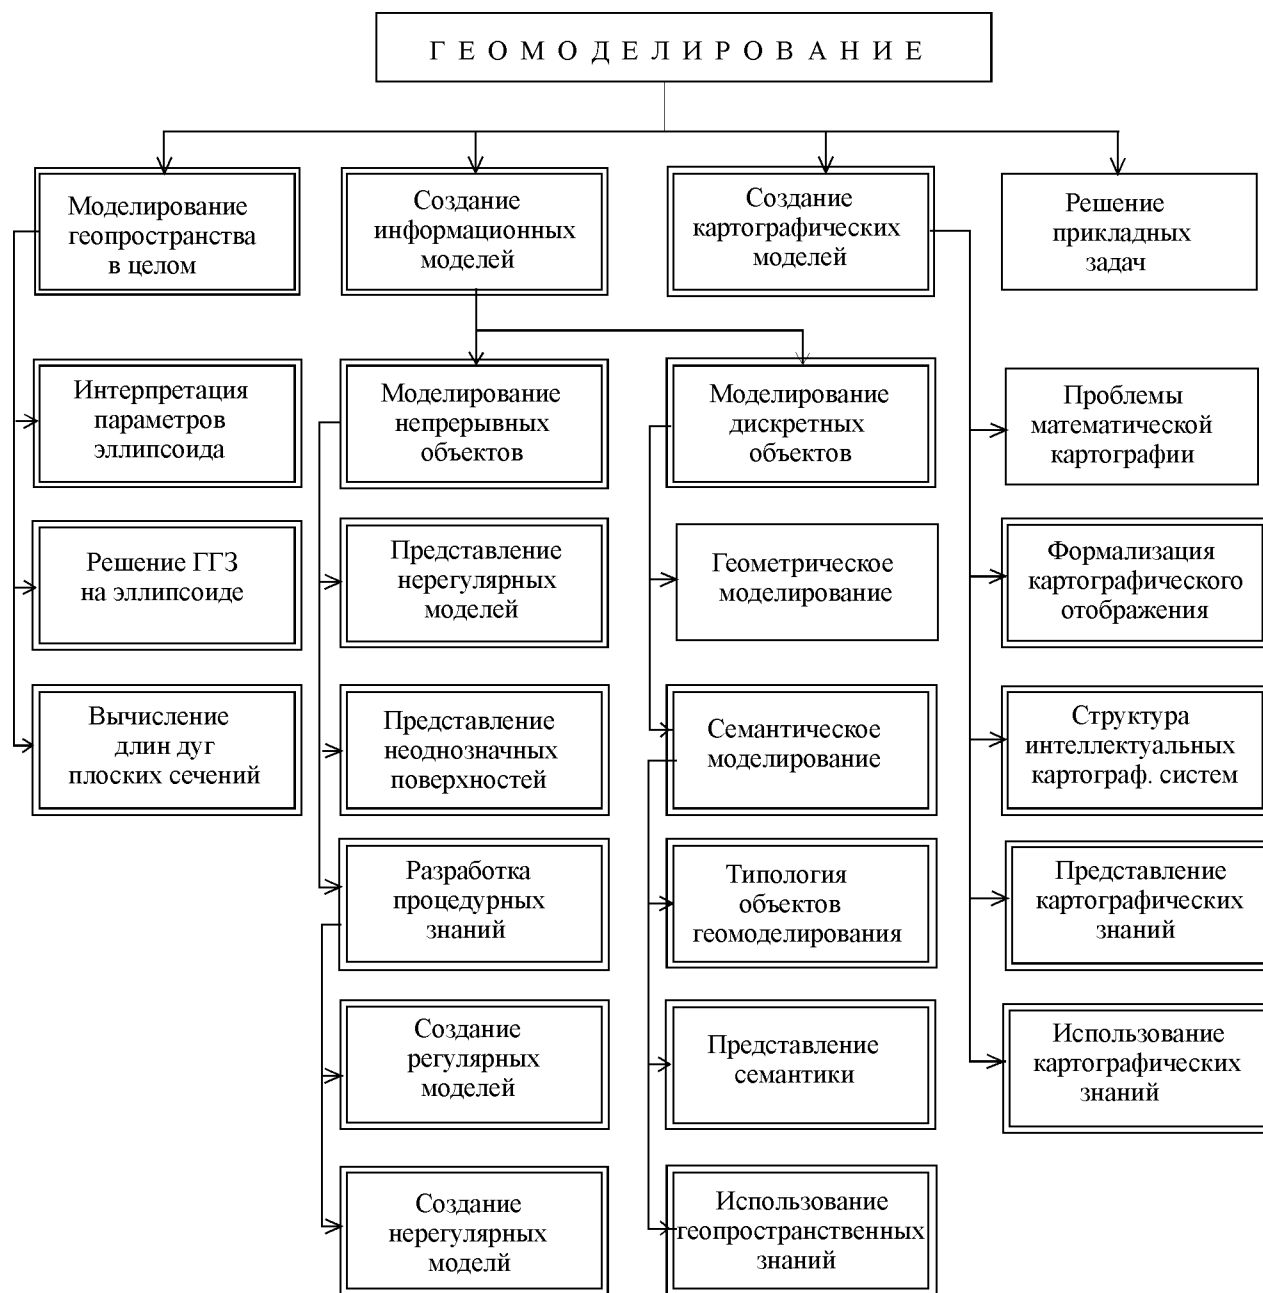 Г Е О М О Д Е Л И Р О В А Н И Е
Моделирование
геопространства
в целом
Создание
информационных
моделей
Создание
картографических
моделей
Решение
прикладных
задач
Интерпретация
параметров
эллипсоида
Моделирование
непрерывных
объектов
Моделирование
дискретных
объектов
Проблемы
математической
картографии
Решение ГГЗ
на эллипсоиде
Представление
нерегулярных
моделей
Геометрическое
моделирование
Формализация
картографического
отображения
Вычисление
длин дуг
плоских сечений
Представление
неоднозначных
поверхностей
Семантическое
моделирование
Структура
интеллектуальных
картограф. систем
Разработка
процедурных
знаний
Типология
объектов
геомоделирования
Представление
картографических
знаний
Создание
регулярных
моделей
Представление
семантики
Использование
картографических
знаний
Создание
нерегулярных
моделй
Использование
геопространственных
знаний